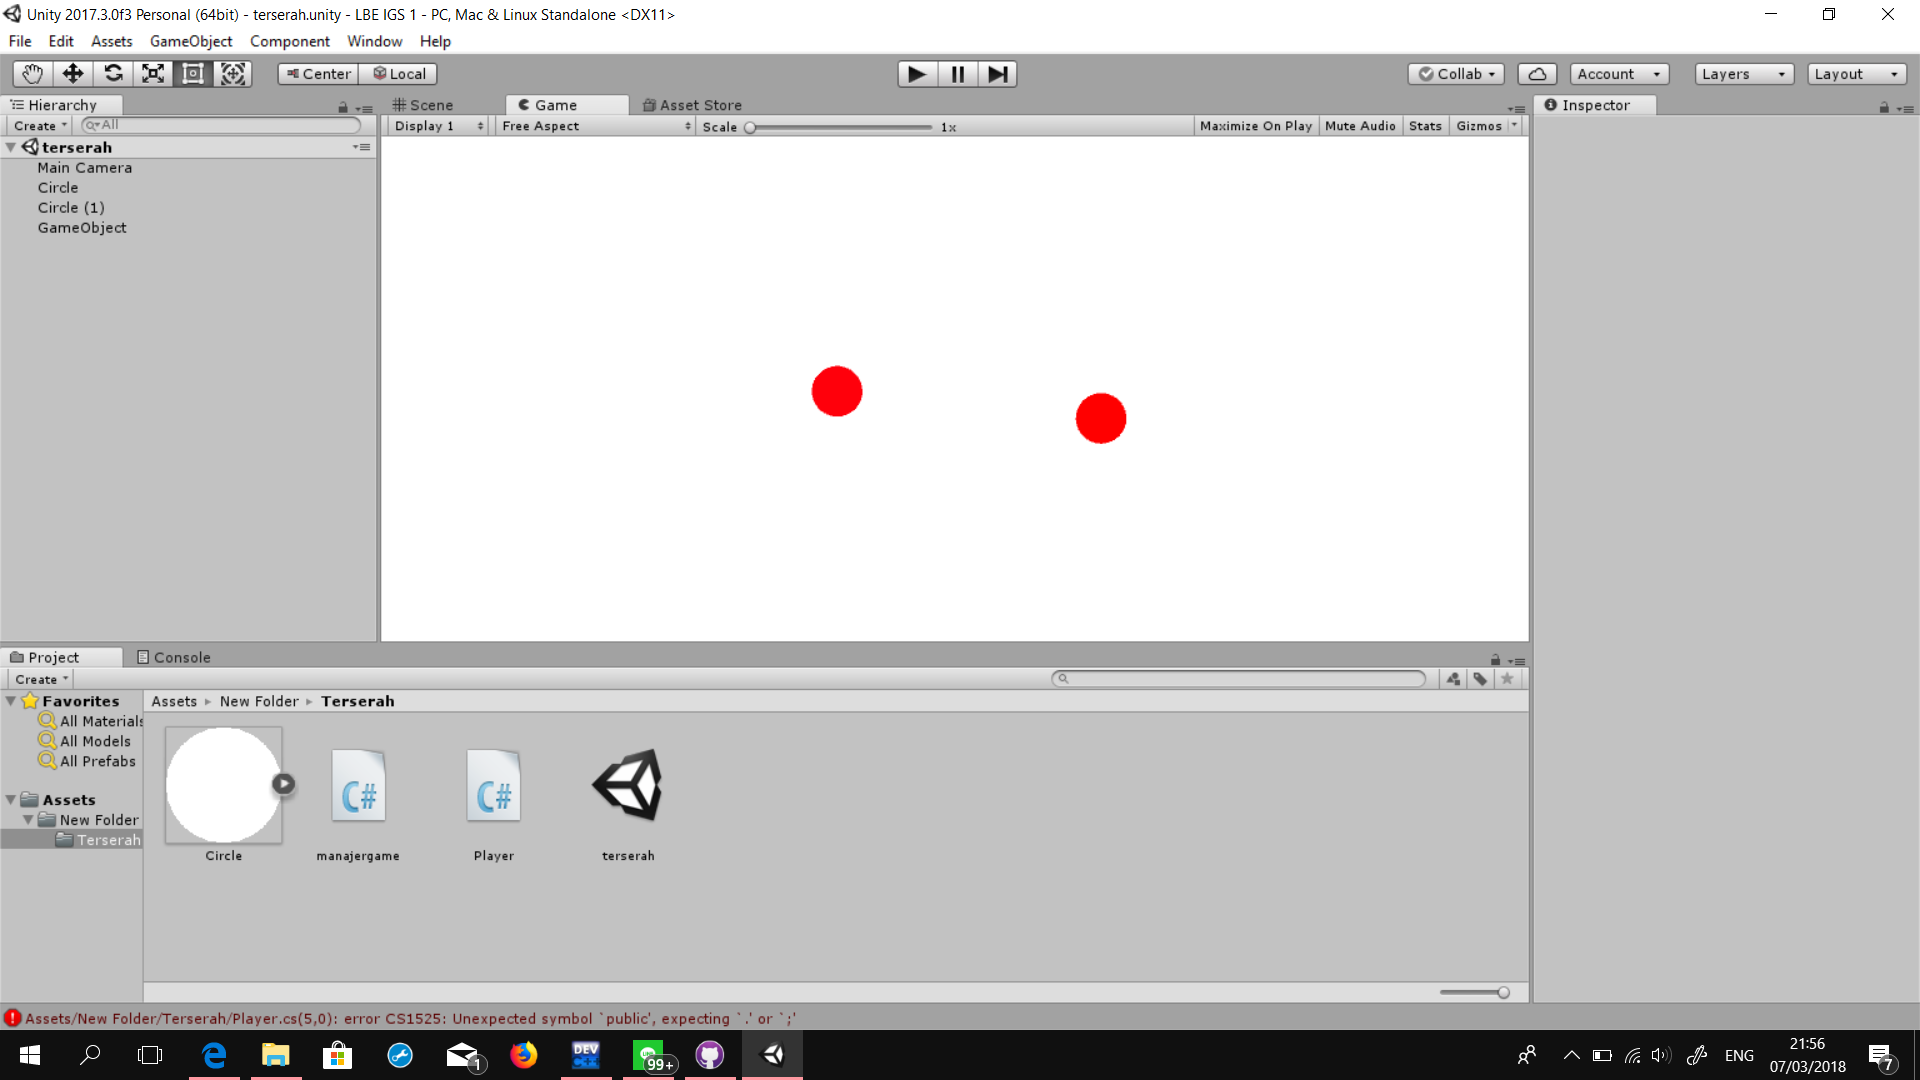 Unity 2017.3.0f3 Personal (64bit) - terserah.unity - LBE IGS 1 - PC, Mac & Linux Standalone <DX11>
File Edit Assets GameObject Component Window Help
Center Local Collab Account Layers Layout
Hierarchy Scene Game Asset Store Inspector
Create All Display 1 Free Aspect Scale 1x Maximize On Play Mute Audio Stats Gizmos
terserah
Main Camera
Circle
Circle (1)
GameObject
Project Console
Create
Favorites Assets New Folder Terserah
All Materials
All Models
All Prefabs
Assets
New Folder
Terserah
C# C#
Circle manajergame Player terserah
Assets/New Folder/Terserah/Player.cs(5,0): error CS1525: Unexpected symbol `public', expecting `.' or `;'
DEV C++ 99+ 1 ENG 21:56
07/03/2018 7